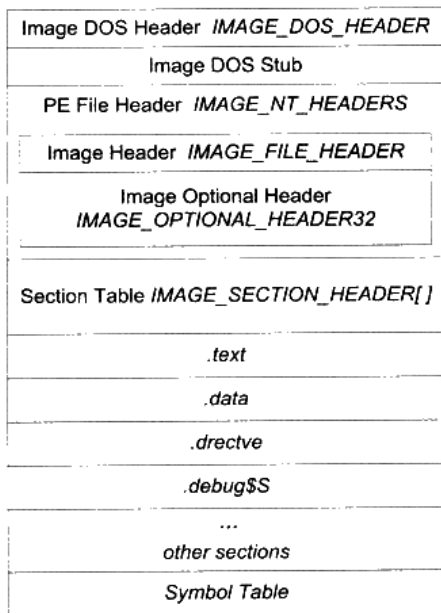 Image DOS Header IMAGE_DOS_HEADER
Image DOS Stub
PE File Header IMAGE_NT_HEADERS
Image Header IMAGE_FILE_HEADER
Image Optional Header
IMAGE_OPTIONAL_HEADER32
Section Table IMAGE_SECTION_HEADER[ ]
.text
.data
.drectve
.debug$S
...
other sections
Symbol Table